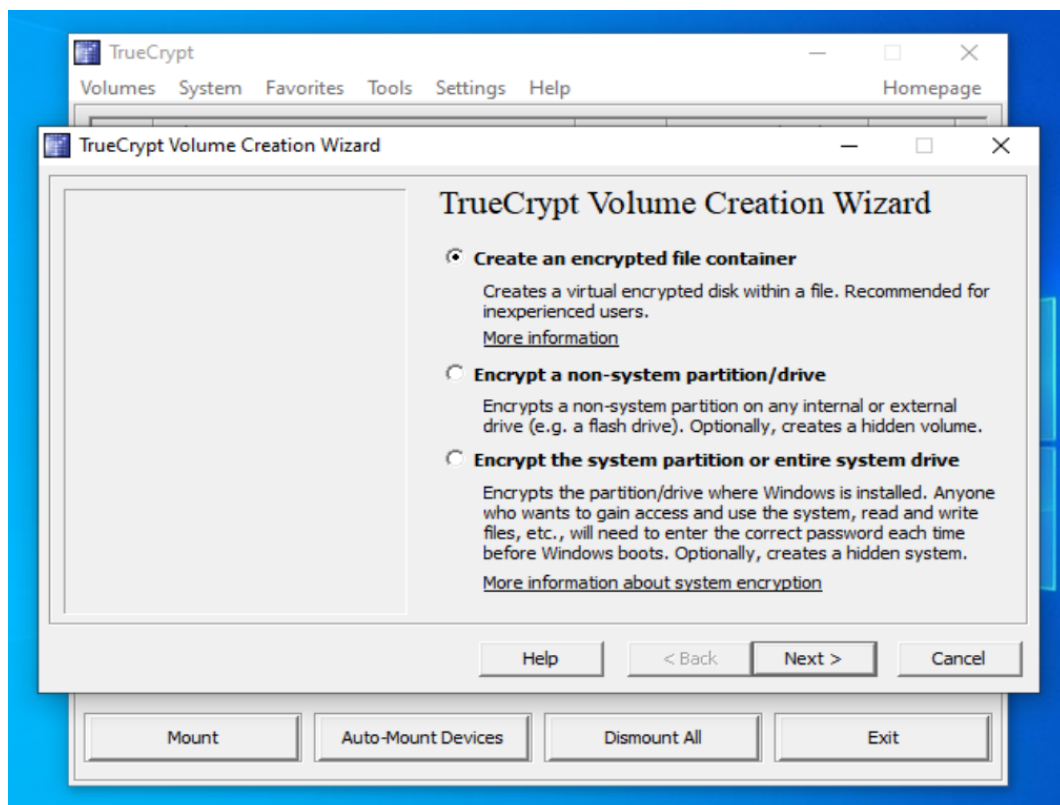 TrueCrypt
Volumes System Favorites Tools Settings Help Homepage
TrueCrypt Volume Creation Wizard
TrueCrypt Volume Creation Wizard
Create an encrypted file container
Creates a virtual encrypted disk within a file. Recommended for
inexperienced users.
More information
Encrypt a non-system partition/drive
Encrypts a non-system partition on any internal or external
drive (e.g. a flash drive). Optionally, creates a hidden volume.
Encrypt the system partition or entire system drive
Encrypts the partition/drive where Windows is installed. Anyone
who wants to gain access and use the system, read and write
files, etc., will need to enter the correct password each time
before Windows boots. Optionally, creates a hidden system.
More information about system encryption
Help < Back Next > Cancel
Mount Auto-Mount Devices Dismount All Exit